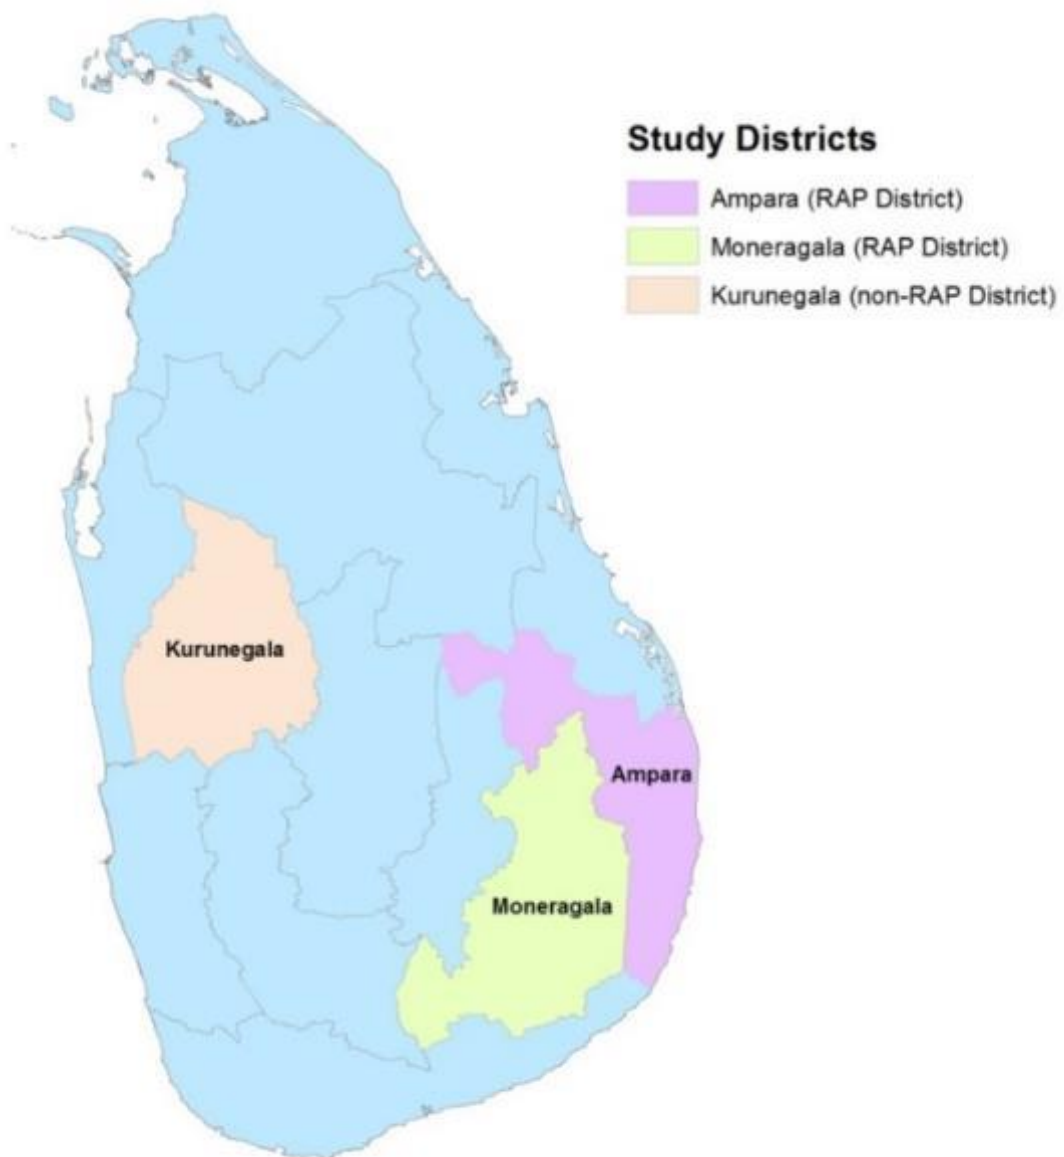 Study Districts
Ampara (RAP District)
Moneragala (RAP District)
Kurunegala (non-RAP District)
Kurunegala
Ampara
Moneragala